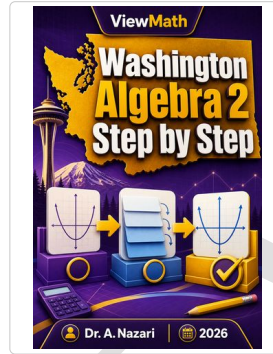 ViewMath
Washington
Algebra 2
Step by Step
Dr. A. Nazari
2026